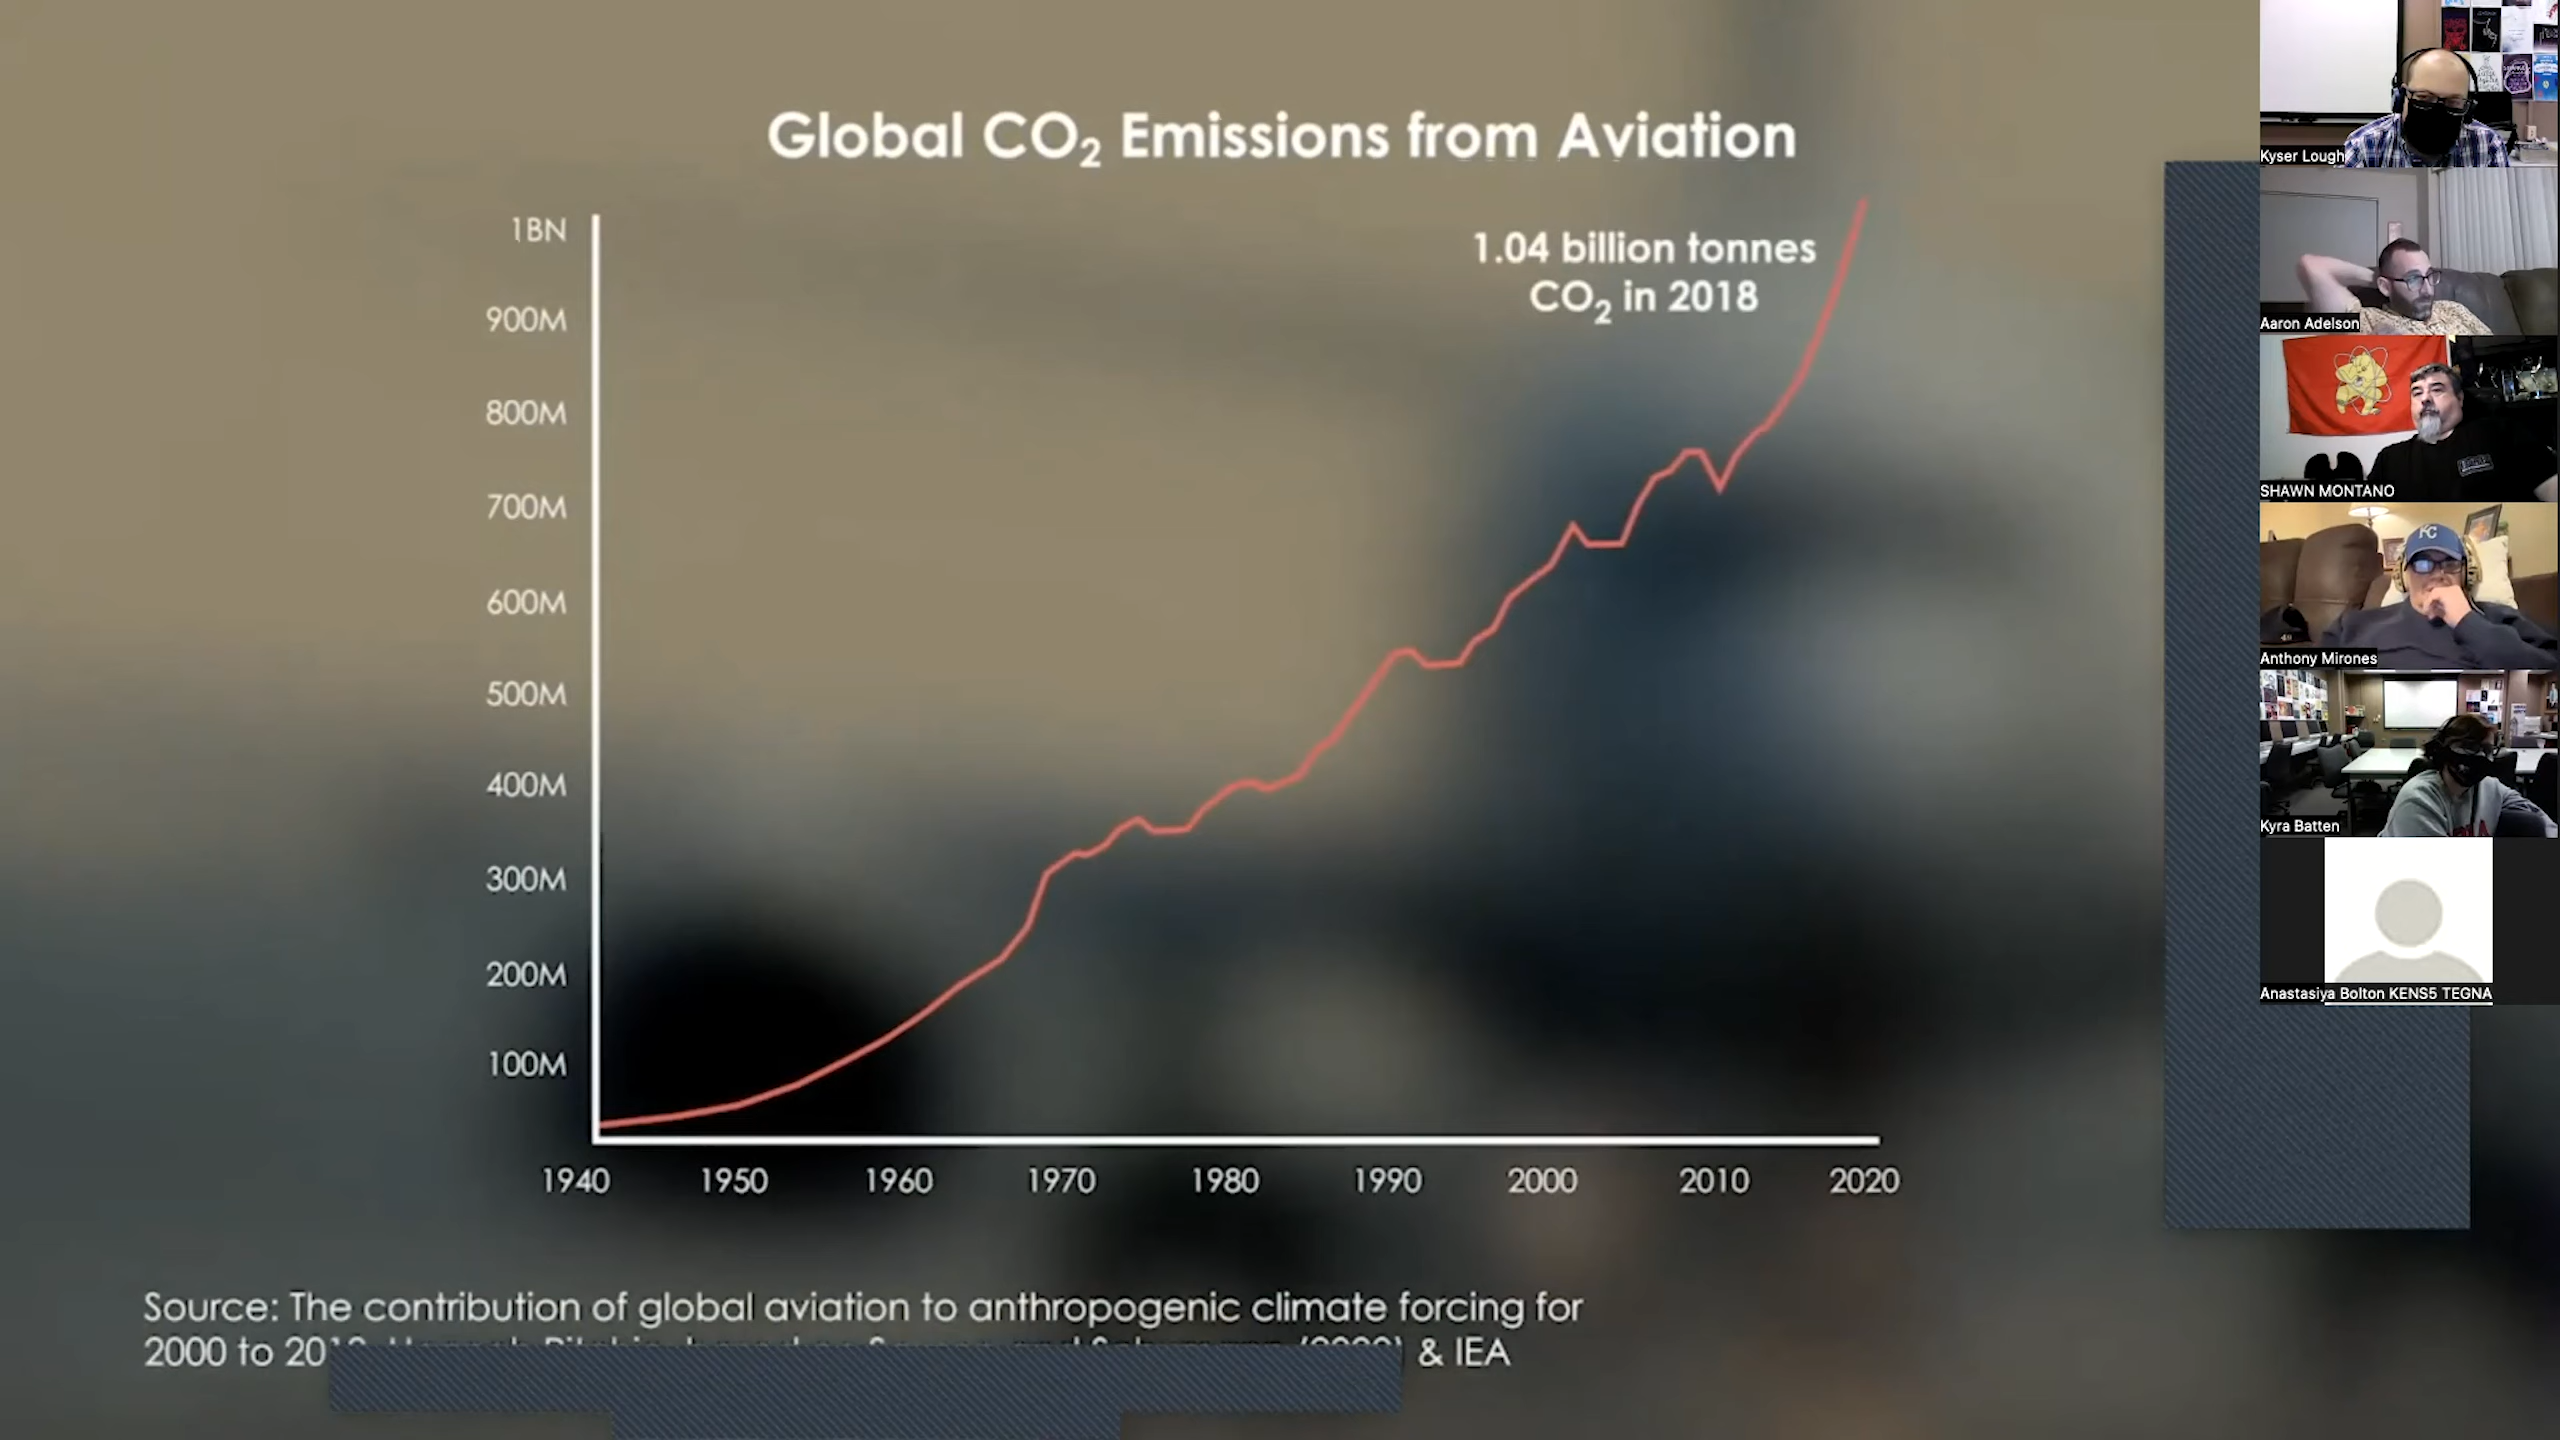 Global CO₂ Emissions from Aviation
1.04 billion tonnes
CO₂ in 2018
1BN
900M
800M
700M
600M
500M
400M
300M
200M
100M
1940 1950 1960 1970 1980 1990 2000 2010 2020
Source: The contribution of global aviation to anthropogenic climate forcing for
2000 to & IEA
Kyser Lough
Aaron Adelson
SHAWN MONTANO
KC
Anthony Mirones
Kyra Batten
Anastasiya Bolton KENS5 TEGNA